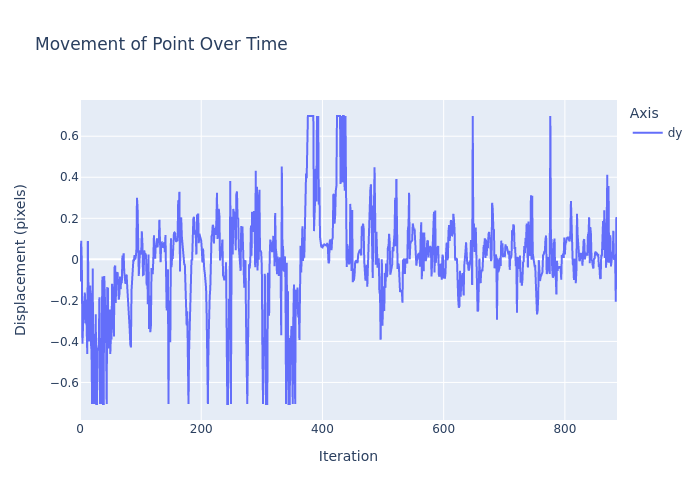 Movement of Point Over Time
Axis
dy
Displacement (pixels)
0.6
0.4
0.2
0
−0.2
−0.4
−0.6
0
200
400
600
800
Iteration